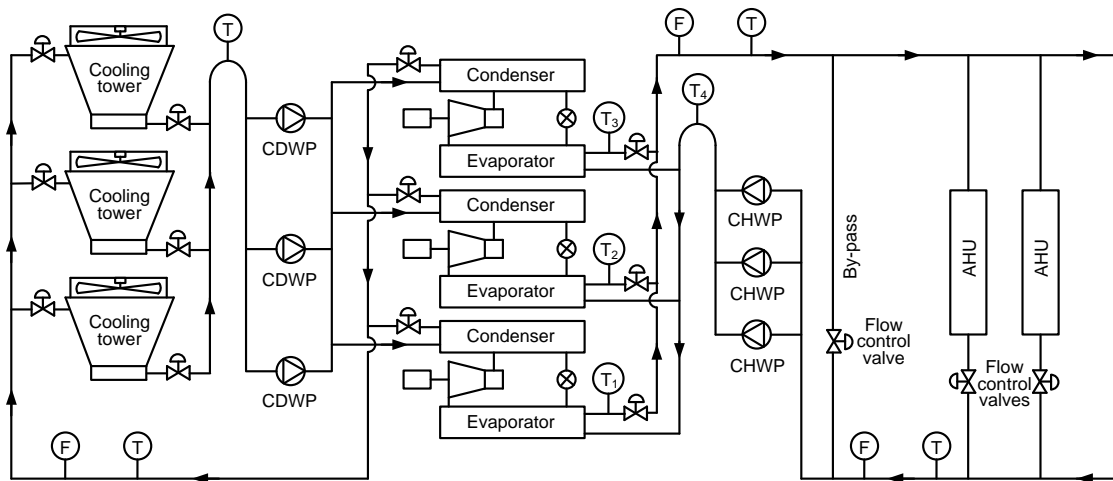 F
T
T
Cooling
tower
Condenser
T₄
T₃
CDWP
Evaporator
Cooling
tower
Condenser
CHWP
By-pass
AHU
AHU
T₂
CDWP
Evaporator
CHWP
Cooling
tower
Condenser
CHWP
Flow
control
valve
T₁
Flow
control
valves
CDWP
Evaporator
F
T
F
T